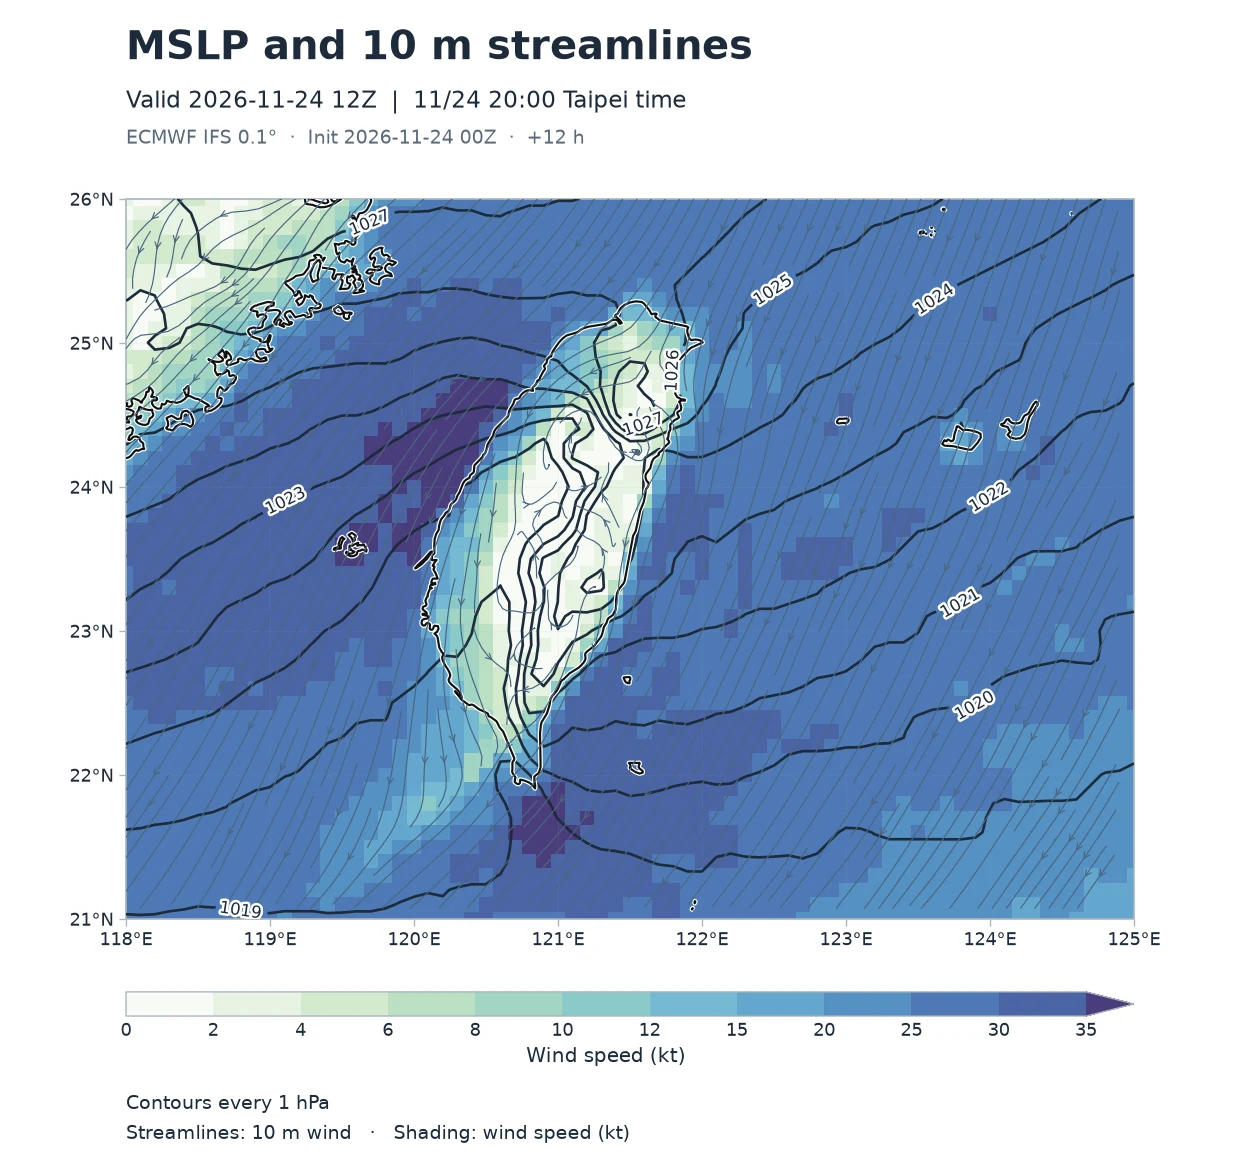 MSLP and 10 m streamlines
Valid 2026-11-24 12Z | 11/24 20:00 Taipei time
ECMWF IFS 0.1° · Init 2026-11-24 00Z · +12 h
26°N
25°N
24°N
23°N
22°N
21°N
1027
1025
1024
1026
1027
1023
1022
1021
1020
1019
118°E 119°E 120°E 121°E 122°E 123°E 124°E 125°E
0 2 4 6 8 10 12 15 20 25 30 35
Wind speed (kt)
Contours every 1 hPa
Streamlines: 10 m wind · Shading: wind speed (kt)